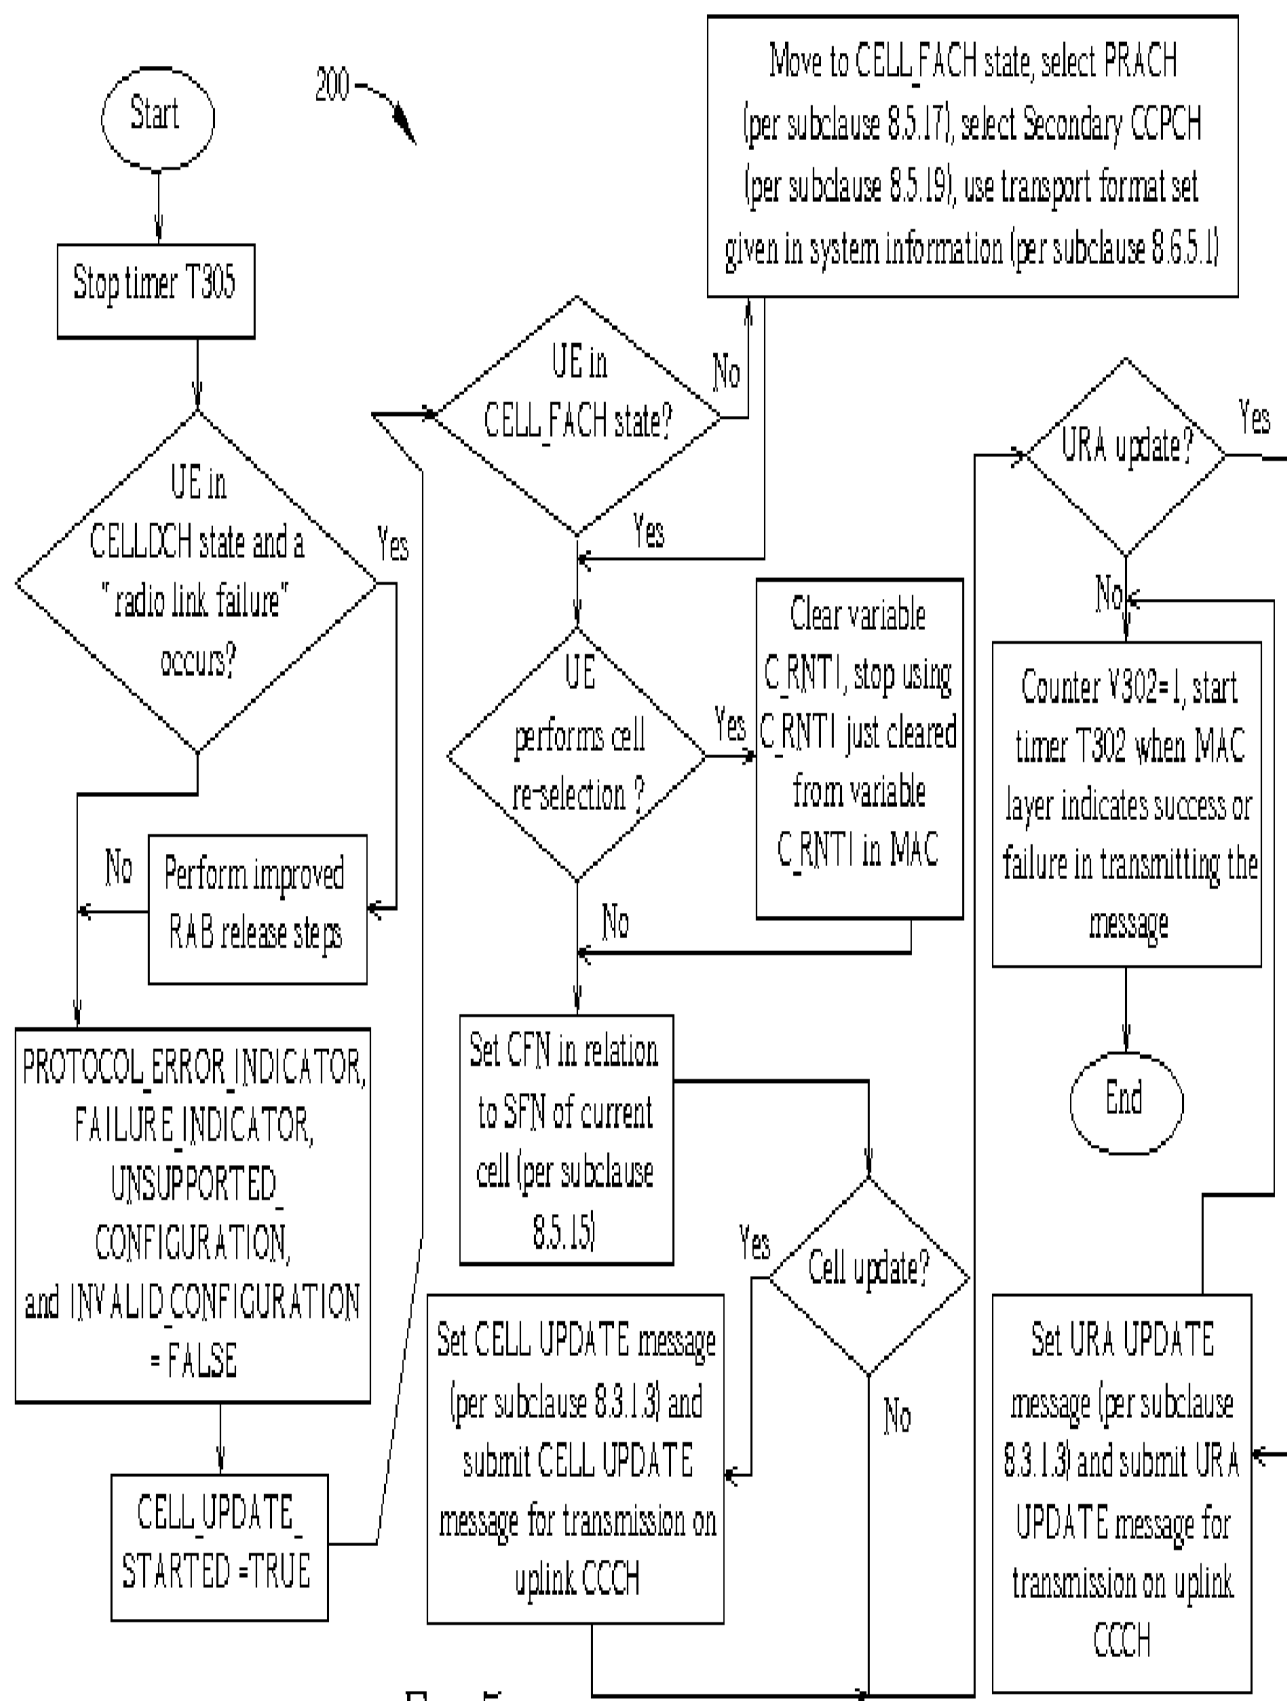 200
Start
Stop timer T305
UE in
CELLDCH state and a
"radio link failure"
occurs?
Yes
No
Perform improved
RAB release steps
PROTOCOL_ERROR_INDICATOR,
FAILURE_INDICATOR,
UNSUPPORTED_
CONFIGURATION,
and INVALID_CONFIGURATION
=FALSE
CELL_UPDATE_
STARTED =TRUE
UE in
CELL_FACH state?
No
Yes
Move to CELL_FACH state, select PRACH
(per subclause 8.5.17), select Secondary CCPCH
(per subclause 8.5.19), use transport format set
given in system information (per subclause 8.6.5.1)
UE
performs cell
re-selection ?
Yes
No
Clear variable
C_RNTI, stop using
C_RNTI just cleared
from variable
C_RNTI in MAC
Set CFN in relation
to SFN of current
cell (per subclause
8.5.15)
Cell update?
Yes
No
Set CELL UPDATE message
(per subclause 8.3.1.3) and
submit CELL UPDATE
message for transmission on
uplink CCCH
URA update?
Yes
No
Counter V302=1, start
timer T302 when MAC
layer indicates success or
failure in transmitting the
message
End
Set URA UPDATE
message (per subclause
8.3.1.3) and submit URA
UPDATE message for
transmission on uplink
CCCH